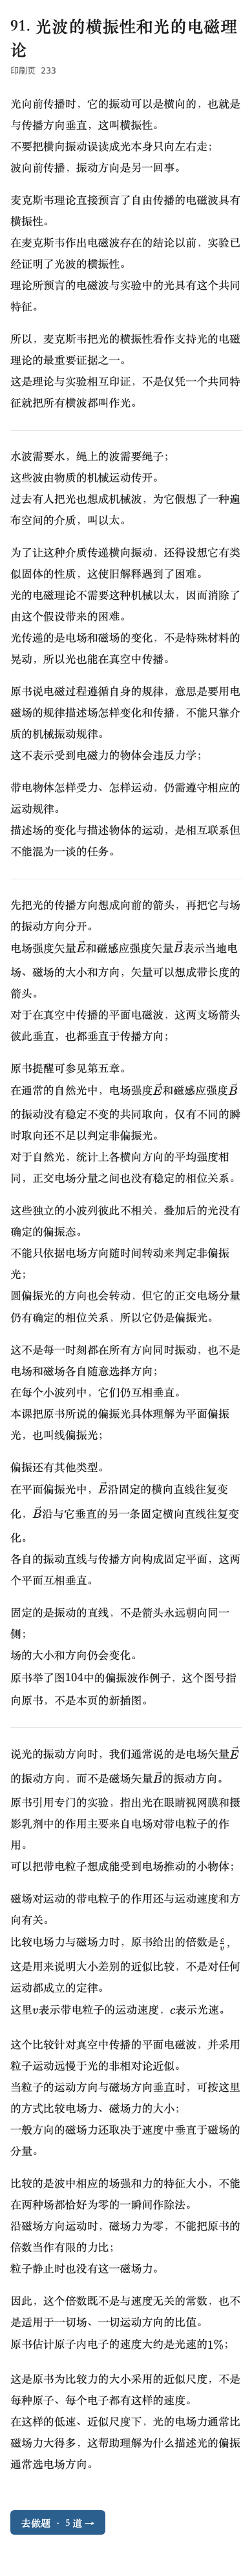 91. 光波的横振性和光的电磁理
论
印刷页 233
光向前传播时，它的振动可以是横向的，也就是
与传播方向垂直，这叫横振性。
不要把横向振动误读成光本身只向左右走；
波向前传播，振动方向是另一回事。
麦克斯韦理论直接预言了自由传播的电磁波具有
横振性。
在麦克斯韦作出电磁波存在的结论以前，实验已
经证明了光波的横振性。
理论所预言的电磁波与实验中的光具有这个共同
特征。
所以，麦克斯韦把光的横振性看作支持光的电磁
理论的最重要证据之一。
这是理论与实验相互印证，不是仅凭一个共同特
征就把所有横波都叫作光。
水波需要水，绳上的波需要绳子；
这些波由物质的机械运动传开。
过去有人把光也想成机械波，为它假想了一种遍
布空间的介质，叫以太。
为了让这种介质传递横向振动，还得设想它有类
似固体的性质，这使旧解释遇到了困难。
光的电磁理论不需要这种机械以太，因而消除了
由这个假设带来的困难。
光传递的是电场和磁场的变化，不是特殊材料的
晃动，所以光也能在真空中传播。
原书说电磁过程遵循自身的规律，意思是要用电
磁场的规律描述场怎样变化和传播，不能只靠介
质的机械振动规律。
这不表示受到电磁力的物体会违反力学；
带电物体怎样受力、怎样运动，仍需遵守相应的
运动规律。
描述场的变化与描述物体的运动，是相互联系但
不能混为一谈的任务。
先把光的传播方向想成向前的箭头，再把它与场
的振动方向分开。
电场强度矢量E⃗和磁感应强度矢量B⃗表示当地电
场、磁场的大小和方向，矢量可以想成带长度的
箭头。
对于在真空中传播的平面电磁波，这两支场箭头
彼此垂直，也都垂直于传播方向；
原书提醒可参见第五章。
在通常的自然光中，电场强度E⃗和磁感应强度B⃗
的振动没有稳定不变的共同取向，仅有不同的瞬
时取向还不足以判定非偏振光。
对于自然光，统计上各横向方向的平均强度相
同，正交电场分量之间也没有稳定的相位关系。
这些独立的小波列彼此不相关，叠加后的光没有
确定的偏振态。
不能只依据电场方向随时间转动来判定非偏振
光；
圆偏振光的方向也会转动，但它的正交电场分量
仍有确定的相位关系，所以它仍是偏振光。
这不是每一时刻都在所有方向同时振动，也不是
电场和磁场各自随意选择方向；
在每个小波列中，它们仍互相垂直。
本课把原书所说的偏振光具体理解为平面偏振
光，也叫线偏振光；
偏振还有其他类型。
在平面偏振光中，E⃗沿固定的横向直线往复变
化，B⃗沿与它垂直的另一条固定横向直线往复变
化。
各自的振动直线与传播方向构成固定平面，这两
个平面互相垂直。
固定的是振动的直线，不是箭头永远朝向同一
侧；
场的大小和方向仍会变化。
原书举了图104中的偏振波作例子，这个图号指
向原书，不是本页的新插图。
说光的振动方向时，我们通常说的是电场矢量E⃗
的振动方向，而不是磁场矢量B⃗的振动方向。
原书引用专门的实验，指出光在眼睛视网膜和摄
影乳剂中的作用主要来自电场对带电粒子的作
用。
可以把带电粒子想成能受到电场推动的小物体；
磁场对运动的带电粒子的作用还与运动速度和方
向有关。
比较电场力与磁场力时，原书给出的倍数是c/v，
这是用来说明大小差别的近似比较，不是对任何
运动都成立的定律。
这里v表示带电粒子的运动速度，c表示光速。
这个比较针对真空中传播的平面电磁波，并采用
粒子运动远慢于光的非相对论近似。
当粒子的运动方向与磁场方向垂直时，可按这里
的方式比较电场力、磁场力的大小；
一般方向的磁场力还取决于速度中垂直于磁场的
分量。
比较的是波中相应的场强和力的特征大小，不能
在两种场都恰好为零的一瞬间作除法。
沿磁场方向运动时，磁场力为零，不能把原书的
倍数当作有限的力比；
粒子静止时也没有这一磁场力。
因此，这个倍数既不是与速度无关的常数，也不
是适用于一切场、一切运动方向的比值。
原书估计原子内电子的速度大约是光速的1%；
这是原书为比较力的大小采用的近似尺度，不是
每种原子、每个电子都有这样的速度。
在这样的低速、近似尺度下，光的电场力通常比
磁场力大得多，这帮助理解为什么描述光的偏振
通常选电场方向。
去做题 · 5 道 →